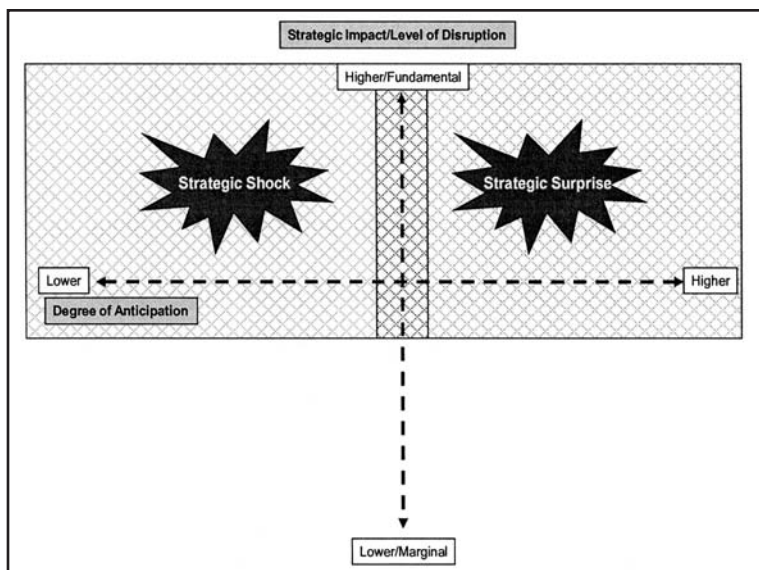 Strategic Impact/Level of Disruption
Higher/Fundamental
Strategic Shock
Strategic Surprise
Lower
Higher
Degree of Anticipation
Lower/Marginal